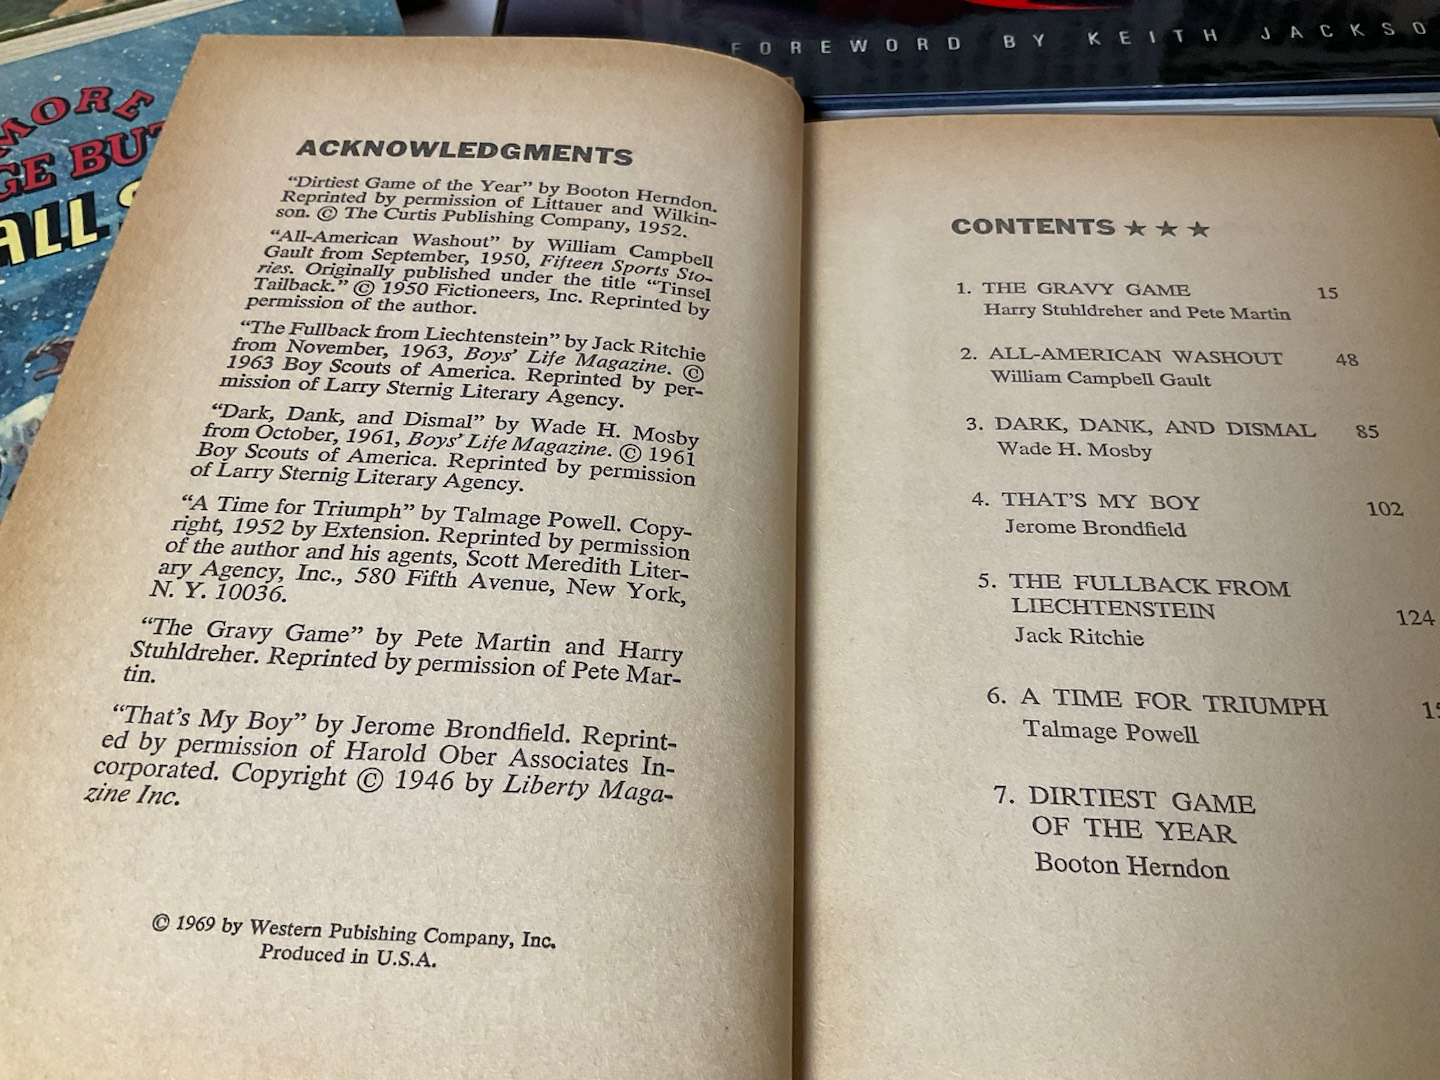 FOREWORD BY KEITH
MORE
ALL
ACKNOWLEDGMENTS
“Dirtiest Game of the Year” by Booton Herndon.
Reprinted by permission of Littauer and Wilkin-
son. © The Curtis Publishing Company, 1952.
“All-American Washout” by William Campbell
Gault from September, 1950, Fifteen Sports Sto-
ries. Originally published under the title “Tinsel
Tailback.” © 1950 Fictioneers, Inc. Reprinted by
permission of the author.
“The Fullback from Liechtenstein” by Jack Ritchie
from November, 1963, Boys’ Life Magazine. ©
1963 Boy Scouts of America. Reprinted by per-
mission of Larry Sternig Literary Agency.
“Dark, Dank, and Dismal” by Wade H. Mosby
from October, 1961, Boys’ Life Magazine. © 1961
Boy Scouts of America. Reprinted by permission
of Larry Sternig Literary Agency.
“A Time for Triumph” by Talmage Powell. Copy-
right, 1952 by Extension. Reprinted by permission
of the author and his agents, Scott Meredith Liter-
ary Agency, Inc., 580 Fifth Avenue, New York,
N. Y. 10036.
“The Gravy Game” by Pete Martin and Harry
Stuhldreher. Reprinted by permission of Pete Mar-
tin.
“That’s My Boy” by Jerome Brondfield. Reprint-
ed by permission of Harold Ober Associates In-
corporated. Copyright © 1946 by Liberty Maga-
zine Inc.
© 1969 by Western Pubishing Company, Inc.
Produced in U.S.A.
CONTENTS ★ ★ ★
1. THE GRAVY GAME 15
Harry Stuhldreher and Pete Martin
2. ALL-AMERICAN WASHOUT 48
William Campbell Gault
3. DARK, DANK, AND DISMAL 85
Wade H. Mosby
4. THAT’S MY BOY 102
Jerome Brondfield
5. THE FULLBACK FROM
LIECHTENSTEIN 124
Jack Ritchie
6. A TIME FOR TRIUMPH
Talmage Powell
7. DIRTIEST GAME
OF THE YEAR
Booton Herndon